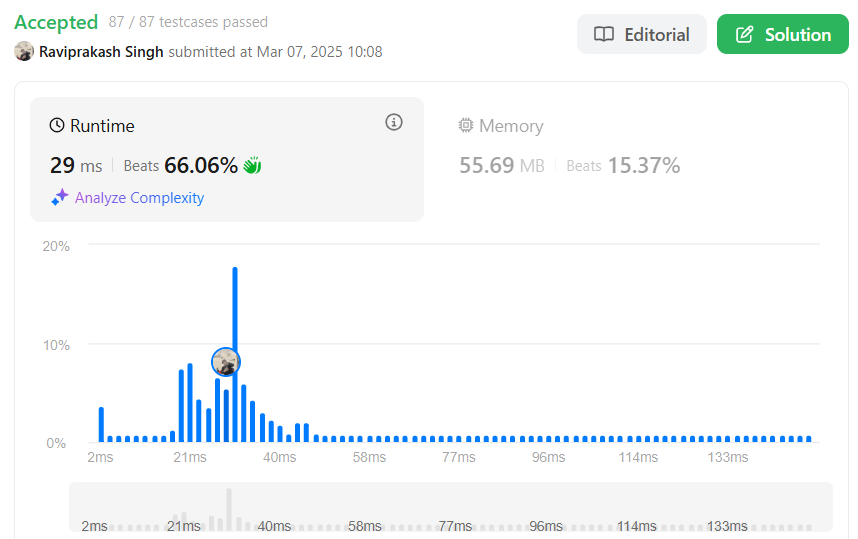 Accepted 87 / 87 testcases passed
Raviprakash Singh submitted at Mar 07, 2025 10:08
Editorial
Solution
Runtime
29 ms Beats 66.06%
Analyze Complexity
Memory
55.69 MB Beats 15.37%
20%
10%
0%
2ms 21ms 40ms 58ms 77ms 96ms 114ms 133ms
2ms 21ms 40ms 58ms 77ms 96ms 114ms 133ms